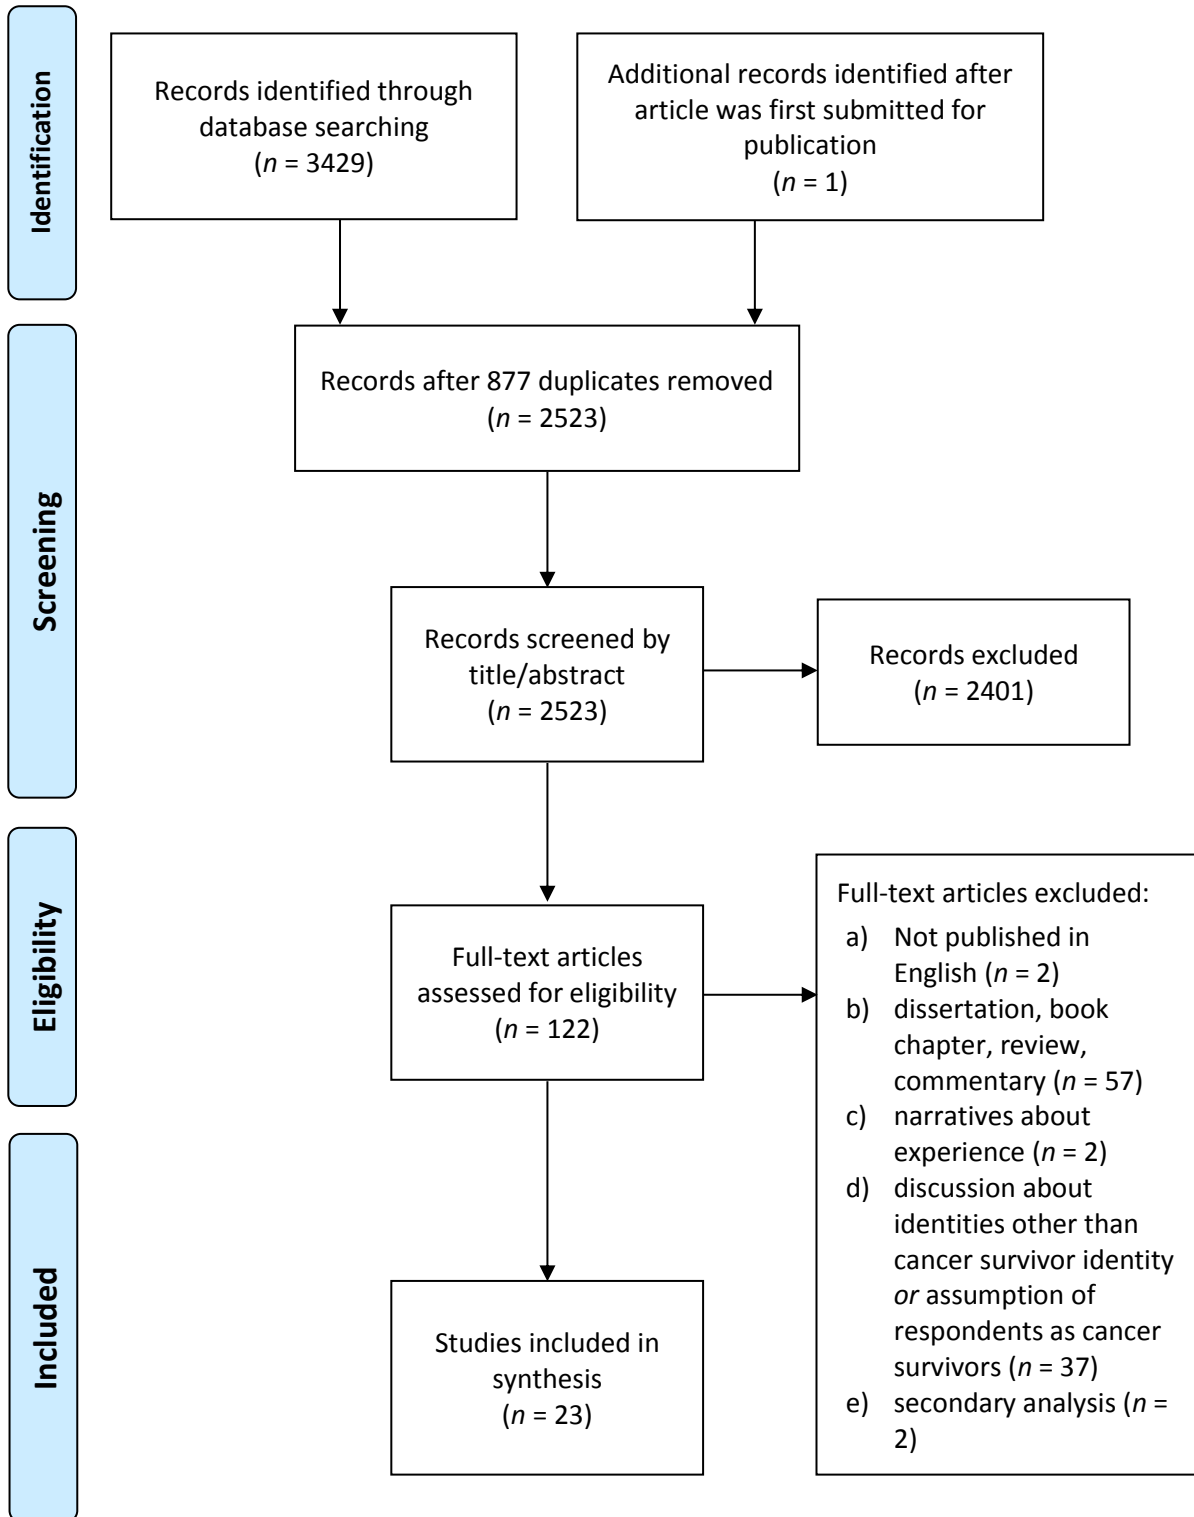 Identification
Records identified through
database searching
(n = 3429)
Additional records identified after
article was first submitted for
publication
(n = 1)
Screening
Records after 877 duplicates removed
(n = 2523)
Records screened by
title/abstract
(n = 2523)
Records excluded
(n = 2401)
Eligibility
Full-text articles
assessed for eligibility
(n = 122)
Full-text articles excluded:
a) Not published in
English (n = 2)
b) dissertation, book
chapter, review,
commentary (n = 57)
c) narratives about
experience (n = 2)
d) discussion about
identities other than
cancer survivor identity
or assumption of
respondents as cancer
survivors (n = 37)
e) secondary analysis (n =
2)
Included
Studies included in
synthesis
(n = 23)